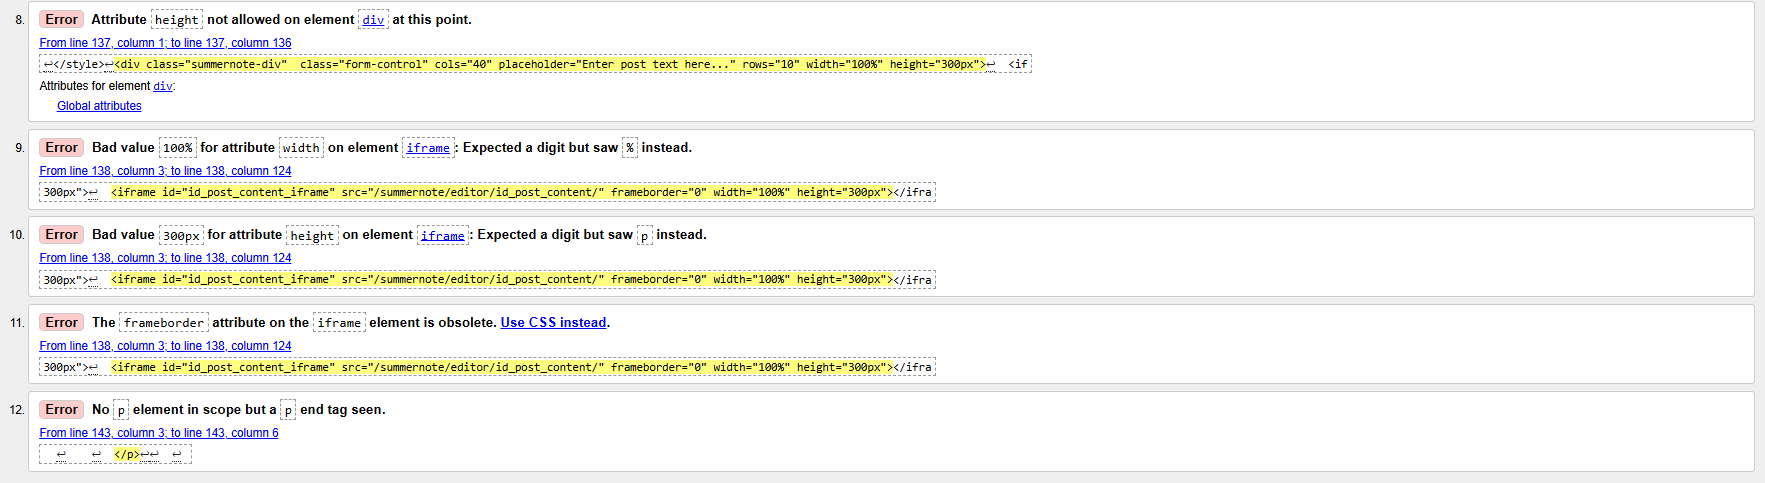 8. Error Attribute height not allowed on element div at this point.
From line 137, column 1; to line 137, column 136
↩</style>↩<div class="summernote-div"  class="form-control" cols="40" placeholder="Enter post text here..." rows="10" width="100%" height="300px">↩  <if
Attributes for element div:
Global attributes
9. Error Bad value 100% for attribute width on element iframe: Expected a digit but saw % instead.
From line 138, column 3; to line 138, column 124
300px">↩  <iframe id="id_post_content_iframe" src="/summernote/editor/id_post_content/" frameborder="0" width="100%" height="300px"></ifra
10. Error Bad value 300px for attribute height on element iframe: Expected a digit but saw p instead.
From line 138, column 3; to line 138, column 124
300px">↩  <iframe id="id_post_content_iframe" src="/summernote/editor/id_post_content/" frameborder="0" width="100%" height="300px"></ifra
11. Error The frameborder attribute on the iframe element is obsolete. Use CSS instead.
From line 138, column 3; to line 138, column 124
300px">↩  <iframe id="id_post_content_iframe" src="/summernote/editor/id_post_content/" frameborder="0" width="100%" height="300px"></ifra
12. Error No p element in scope but a p end tag seen.
From line 143, column 3; to line 143, column 6
↩    ↩  </p>↩↩  ↩